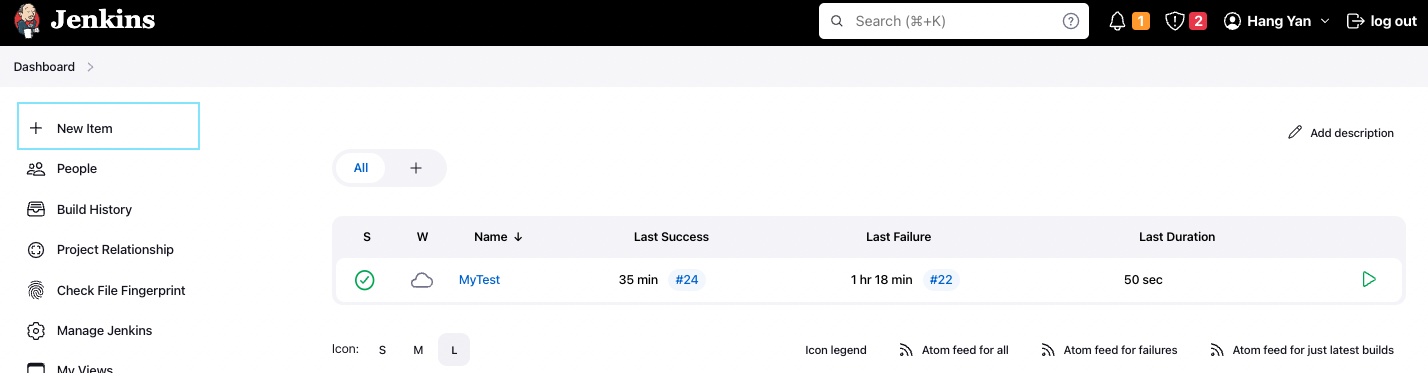 Jenkins Search (⌘+K) 1 2 Hang Yan log out
Dashboard
New Item
Add description
People
All +
Build History
S W Name ↓ Last Success Last Failure Last Duration
Project Relationship
MyTest 35 min #24 1 hr 18 min #22 50 sec
Check File Fingerprint
Manage Jenkins
Icon: S M L Icon legend Atom feed for all Atom feed for failures Atom feed for just latest builds
My Views